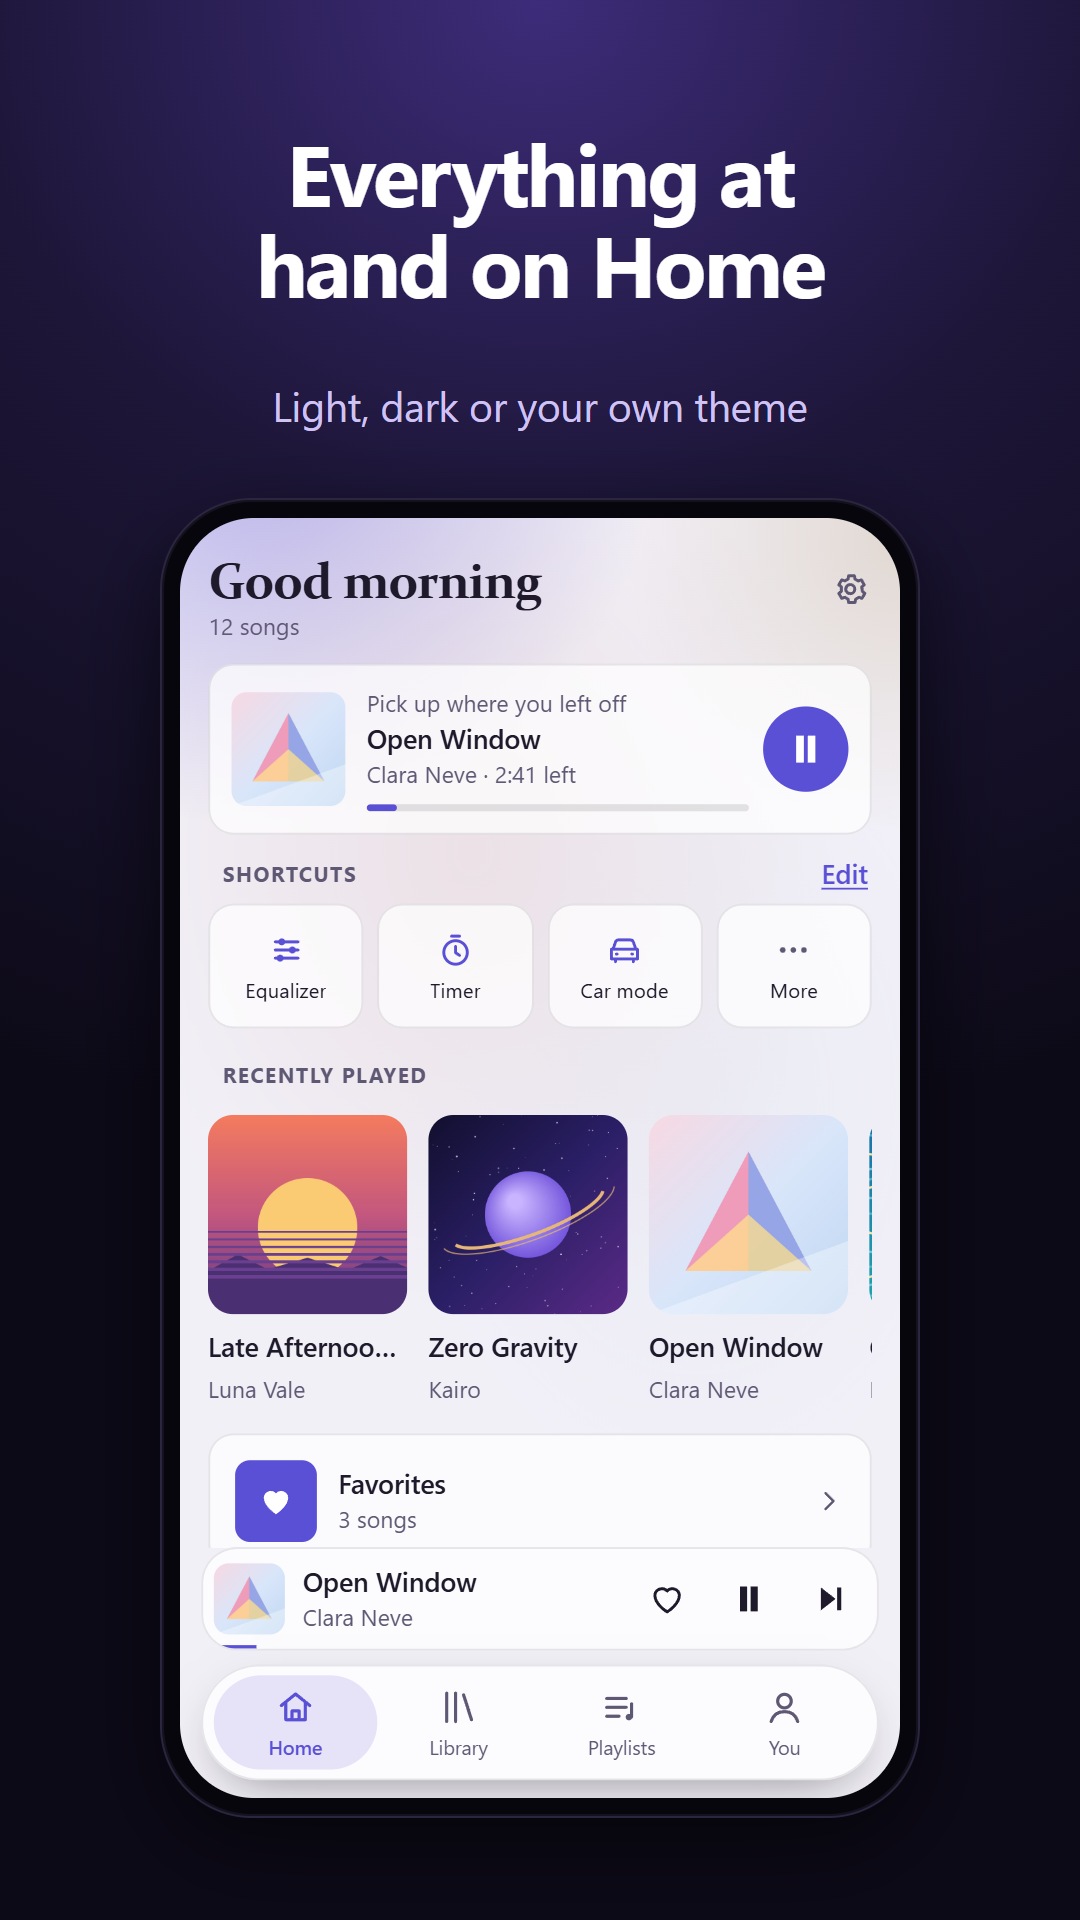 Everything at
hand on Home
Light, dark or your own theme
Good morning
12 songs
Pick up where you left off
Open Window
Clara Neve · 2:41 left
SHORTCUTS
Edit
Equalizer
Timer
Car mode
More
RECENTLY PLAYED
Late Afternoo...
Zero Gravity
Open Window
Luna Vale
Kairo
Clara Neve
Favorites
3 songs
Open Window
Clara Neve
Home
Library
Playlists
You